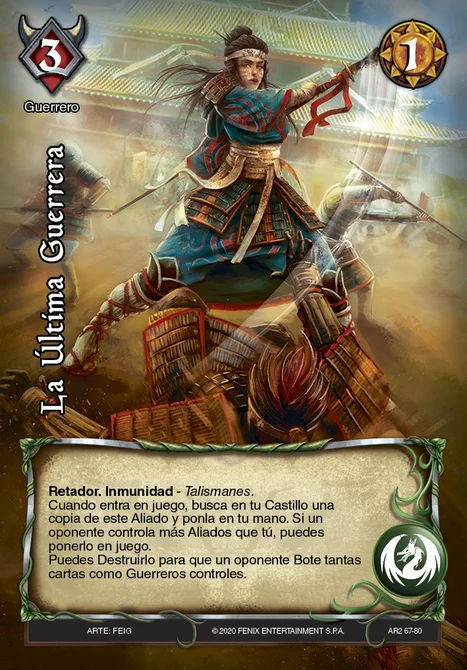 3
1
Guerrero
La Última Guerrera
Retador. Inmunidad - Talismanes.
Cuando entra en juego, busca en tu Castillo una
copia de este Aliado y ponla en tu mano. Si un
oponente controla más Aliados que tú, puedes
ponerlo en juego.
Puedes Destruirlo para que un oponente Bote tantas
cartas como Guerreros controles.
ARTE: FEIG
© 2020 FENIX ENTERTAINMENT S.P.A.
AR2 67-80